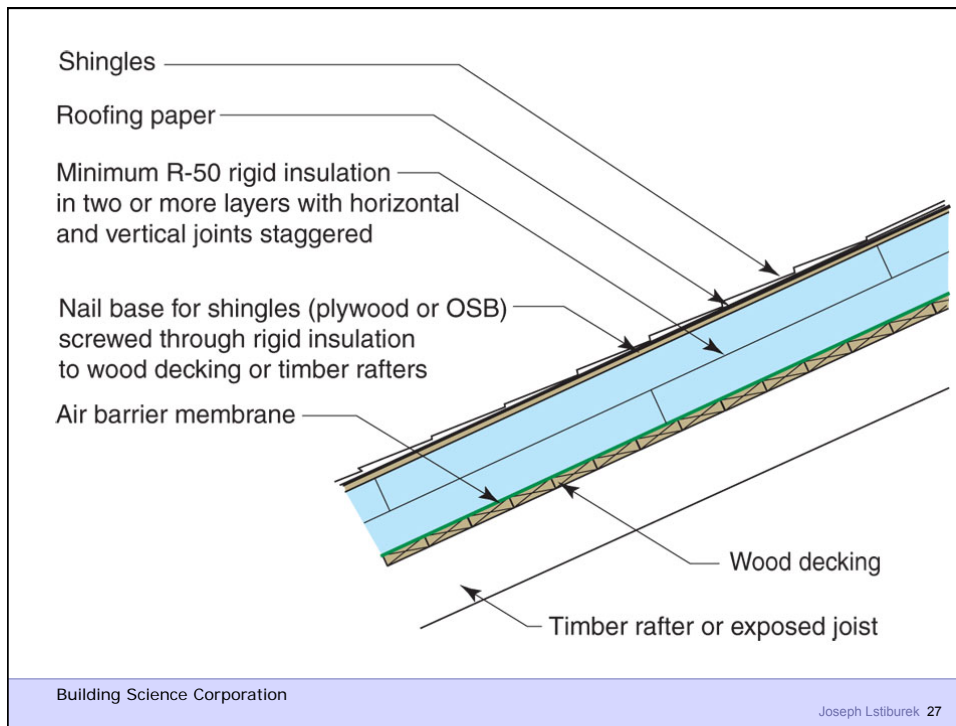 Shingles
Roofing paper
Minimum R-50 rigid insulation
in two or more layers with horizontal
and vertical joints staggered
Nail base for shingles (plywood or OSB)
screwed through rigid insulation
to wood decking or timber rafters
Air barrier membrane
Wood decking
Timber rafter or exposed joist
Building Science Corporation
Joseph Lstiburek 27